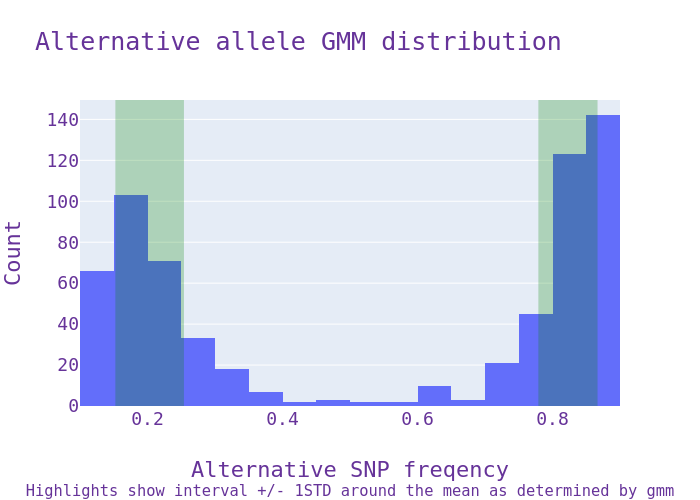 Alternative allele GMM distribution
Count
140
120
100
80
60
40
20
0
0.2 0.4 0.6 0.8
Alternative SNP freqency
Highlights show interval +/- 1STD around the mean as determined by gmm